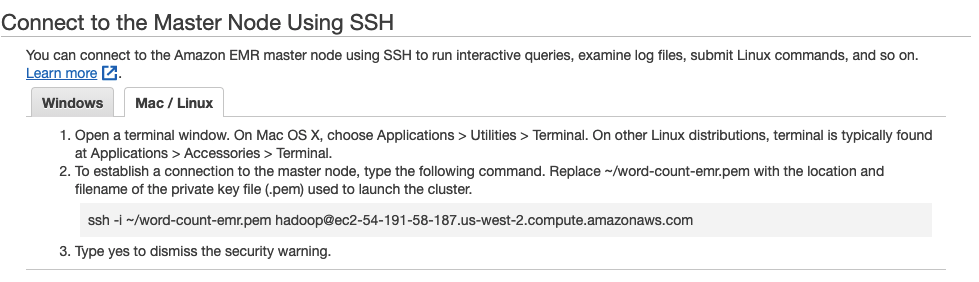 Connect to the Master Node Using SSH
You can connect to the Amazon EMR master node using SSH to run interactive queries, examine log files, submit Linux commands, and so on.
Learn more.
Windows
Mac / Linux
1. Open a terminal window. On Mac OS X, choose Applications > Utilities > Terminal. On other Linux distributions, terminal is typically found
at Applications > Accessories > Terminal.
2. To establish a connection to the master node, type the following command. Replace ~/word-count-emr.pem with the location and
filename of the private key file (.pem) used to launch the cluster.
ssh -i ~/word-count-emr.pem hadoop@ec2-54-191-58-187.us-west-2.compute.amazonaws.com
3. Type yes to dismiss the security warning.